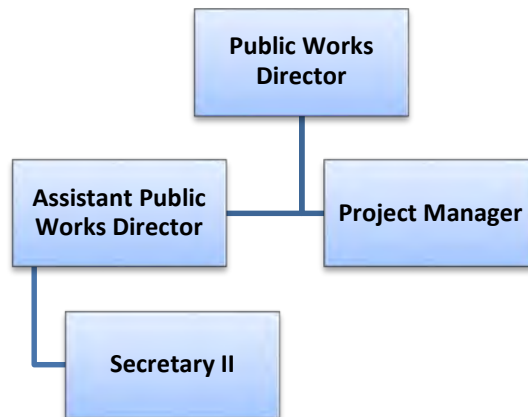 Public Works
Director
Assistant Public
Works Director
Project Manager
Secretary II